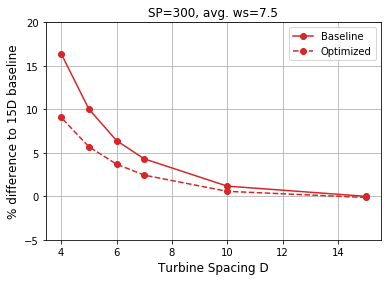 SP=300, avg. ws=7.5
Baseline
Optimized
% difference to 15D baseline
20
15
10
5
0
−5
4
6
8
10
12
14
Turbine Spacing D